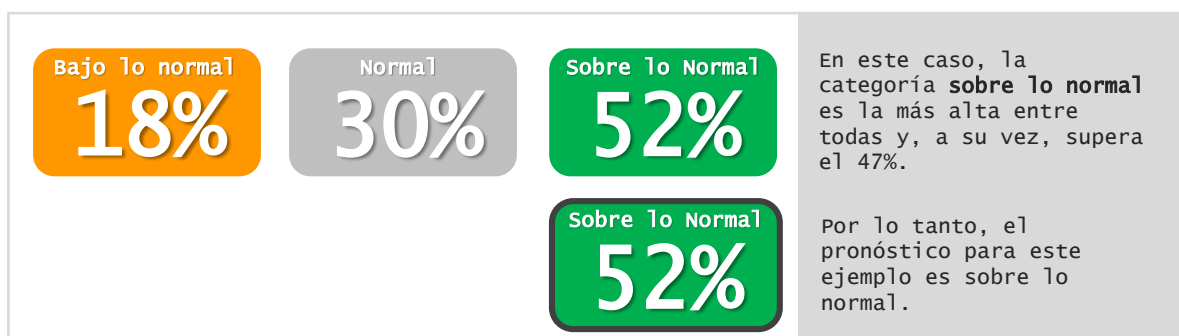 Bajo lo normal
18%
Normal
30%
Sobre lo Normal
52%
Sobre lo Normal
52%
En este caso, la
categoría sobre lo normal
es la más alta entre
todas y, a su vez, supera
el 47%.
Por lo tanto, el
pronóstico para este
ejemplo es sobre lo
normal.